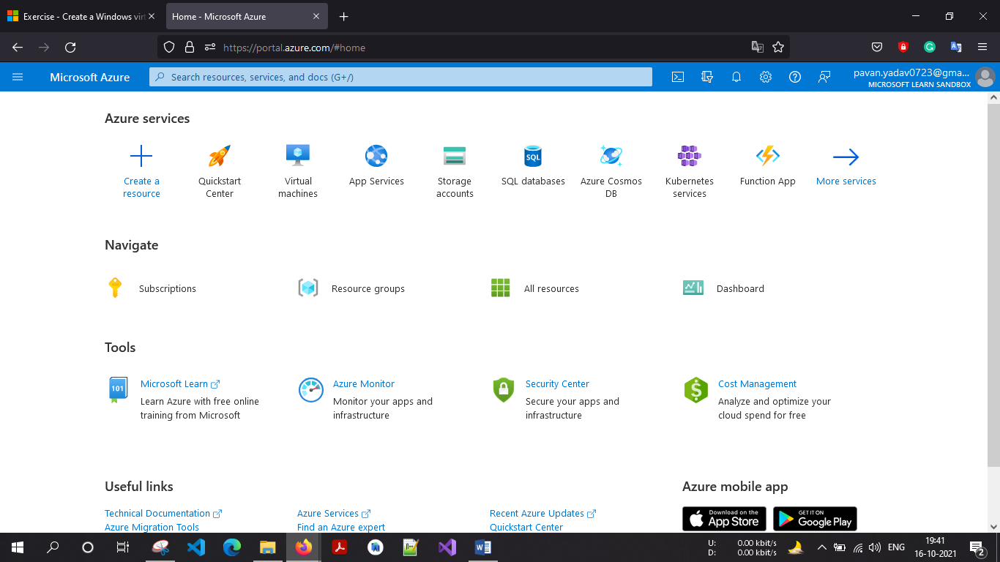 Exercise - Create a Windows virt
Home - Microsoft Azure
https://portal.azure.com/#home
Microsoft Azure
Search resources, services, and docs (G+/)
pavan.yadav0723@gma...
MICROSOFT LEARN SANDBOX
Azure services
Create a
resource
Quickstart
Center
Virtual
machines
App Services
Storage
accounts
SQL
SQL databases
Azure Cosmos
DB
Kubernetes
services
Function App
More services
Navigate
Subscriptions
Resource groups
All resources
Dashboard
Tools
101
Microsoft Learn
Learn Azure with free online
training from Microsoft
Azure Monitor
Monitor your apps and
infrastructure
Security Center
Secure your apps and
infrastructure
$
Cost Management
Analyze and optimize your
cloud spend for free
Useful links
Technical Documentation
Azure Migration Tools
Azure Services
Find an Azure expert
Recent Azure Updates
Quickstart Center
Azure mobile app
Download on the
App Store
GET IT ON
Google Play
U: 0.00 kbit/s
D: 0.00 kbit/s
ENG
19:41
16-10-2021
2